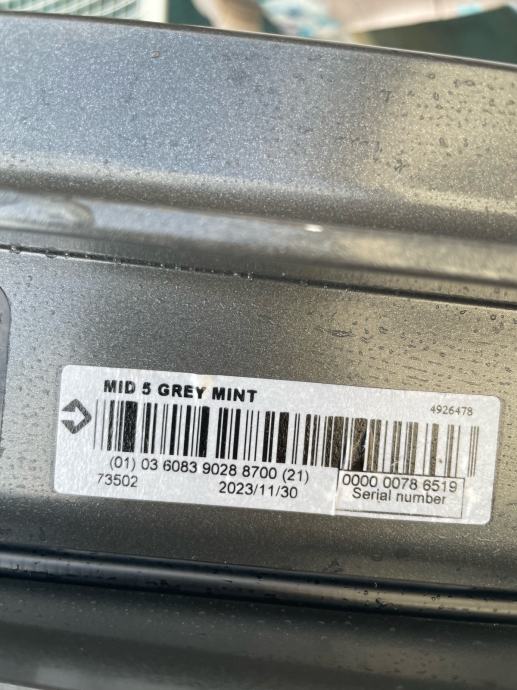 MID 5 GREY MINT
4926478
(01) 03 6083 9028 8700 (21)
0000 0078 6519
73502
2023/11/30
Serial number